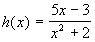 h(x) = (5x − 3)/(x² + 2)